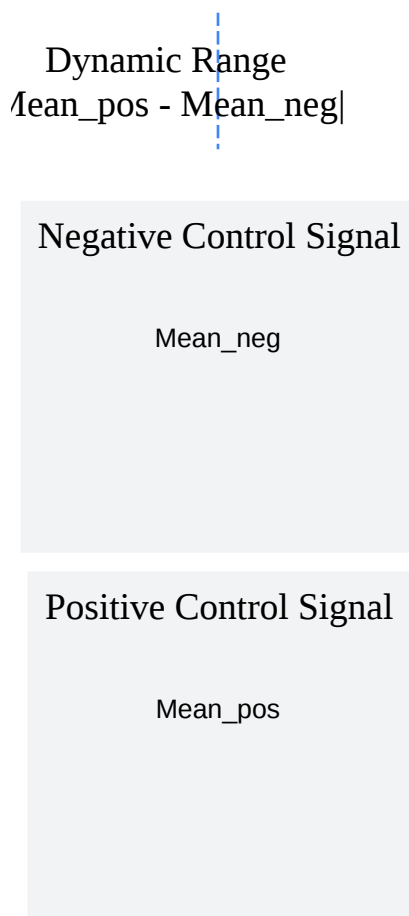 Dynamic Range
Mean_pos - Mean_neg|
Negative Control Signal
Mean_neg
Positive Control Signal
Mean_pos